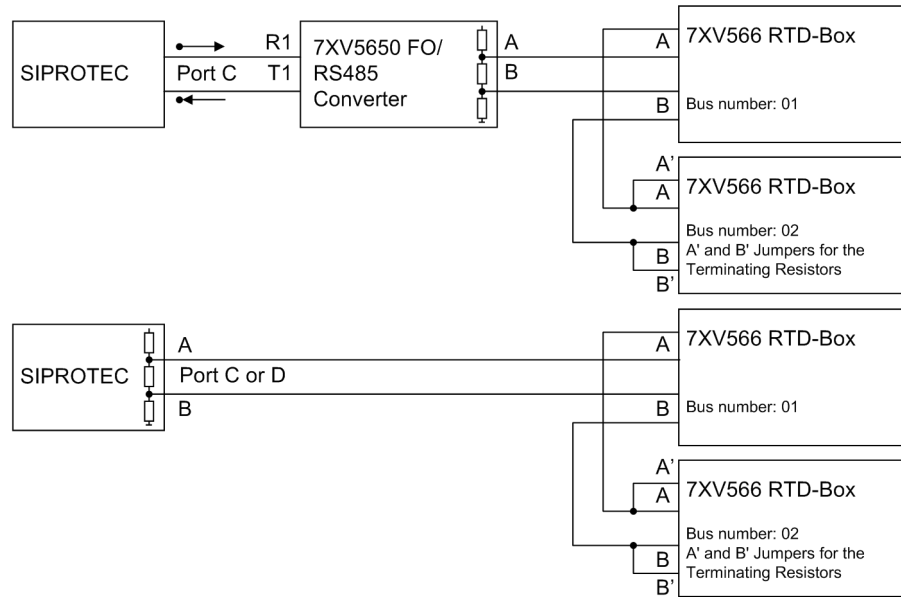 SIPROTEC
R1
Port C
T1
7XV5650 FO/
RS485
Converter
A
B
A
B
7XV566 RTD-Box
Bus number: 01
A'
A
B
B'
7XV566 RTD-Box
Bus number: 02
A' and B' Jumpers for the
Terminating Resistors
SIPROTEC
A
Port C or D
B
A
B
7XV566 RTD-Box
Bus number: 01
A'
A
B
B'
7XV566 RTD-Box
Bus number: 02
A' and B' Jumpers for the
Terminating Resistors